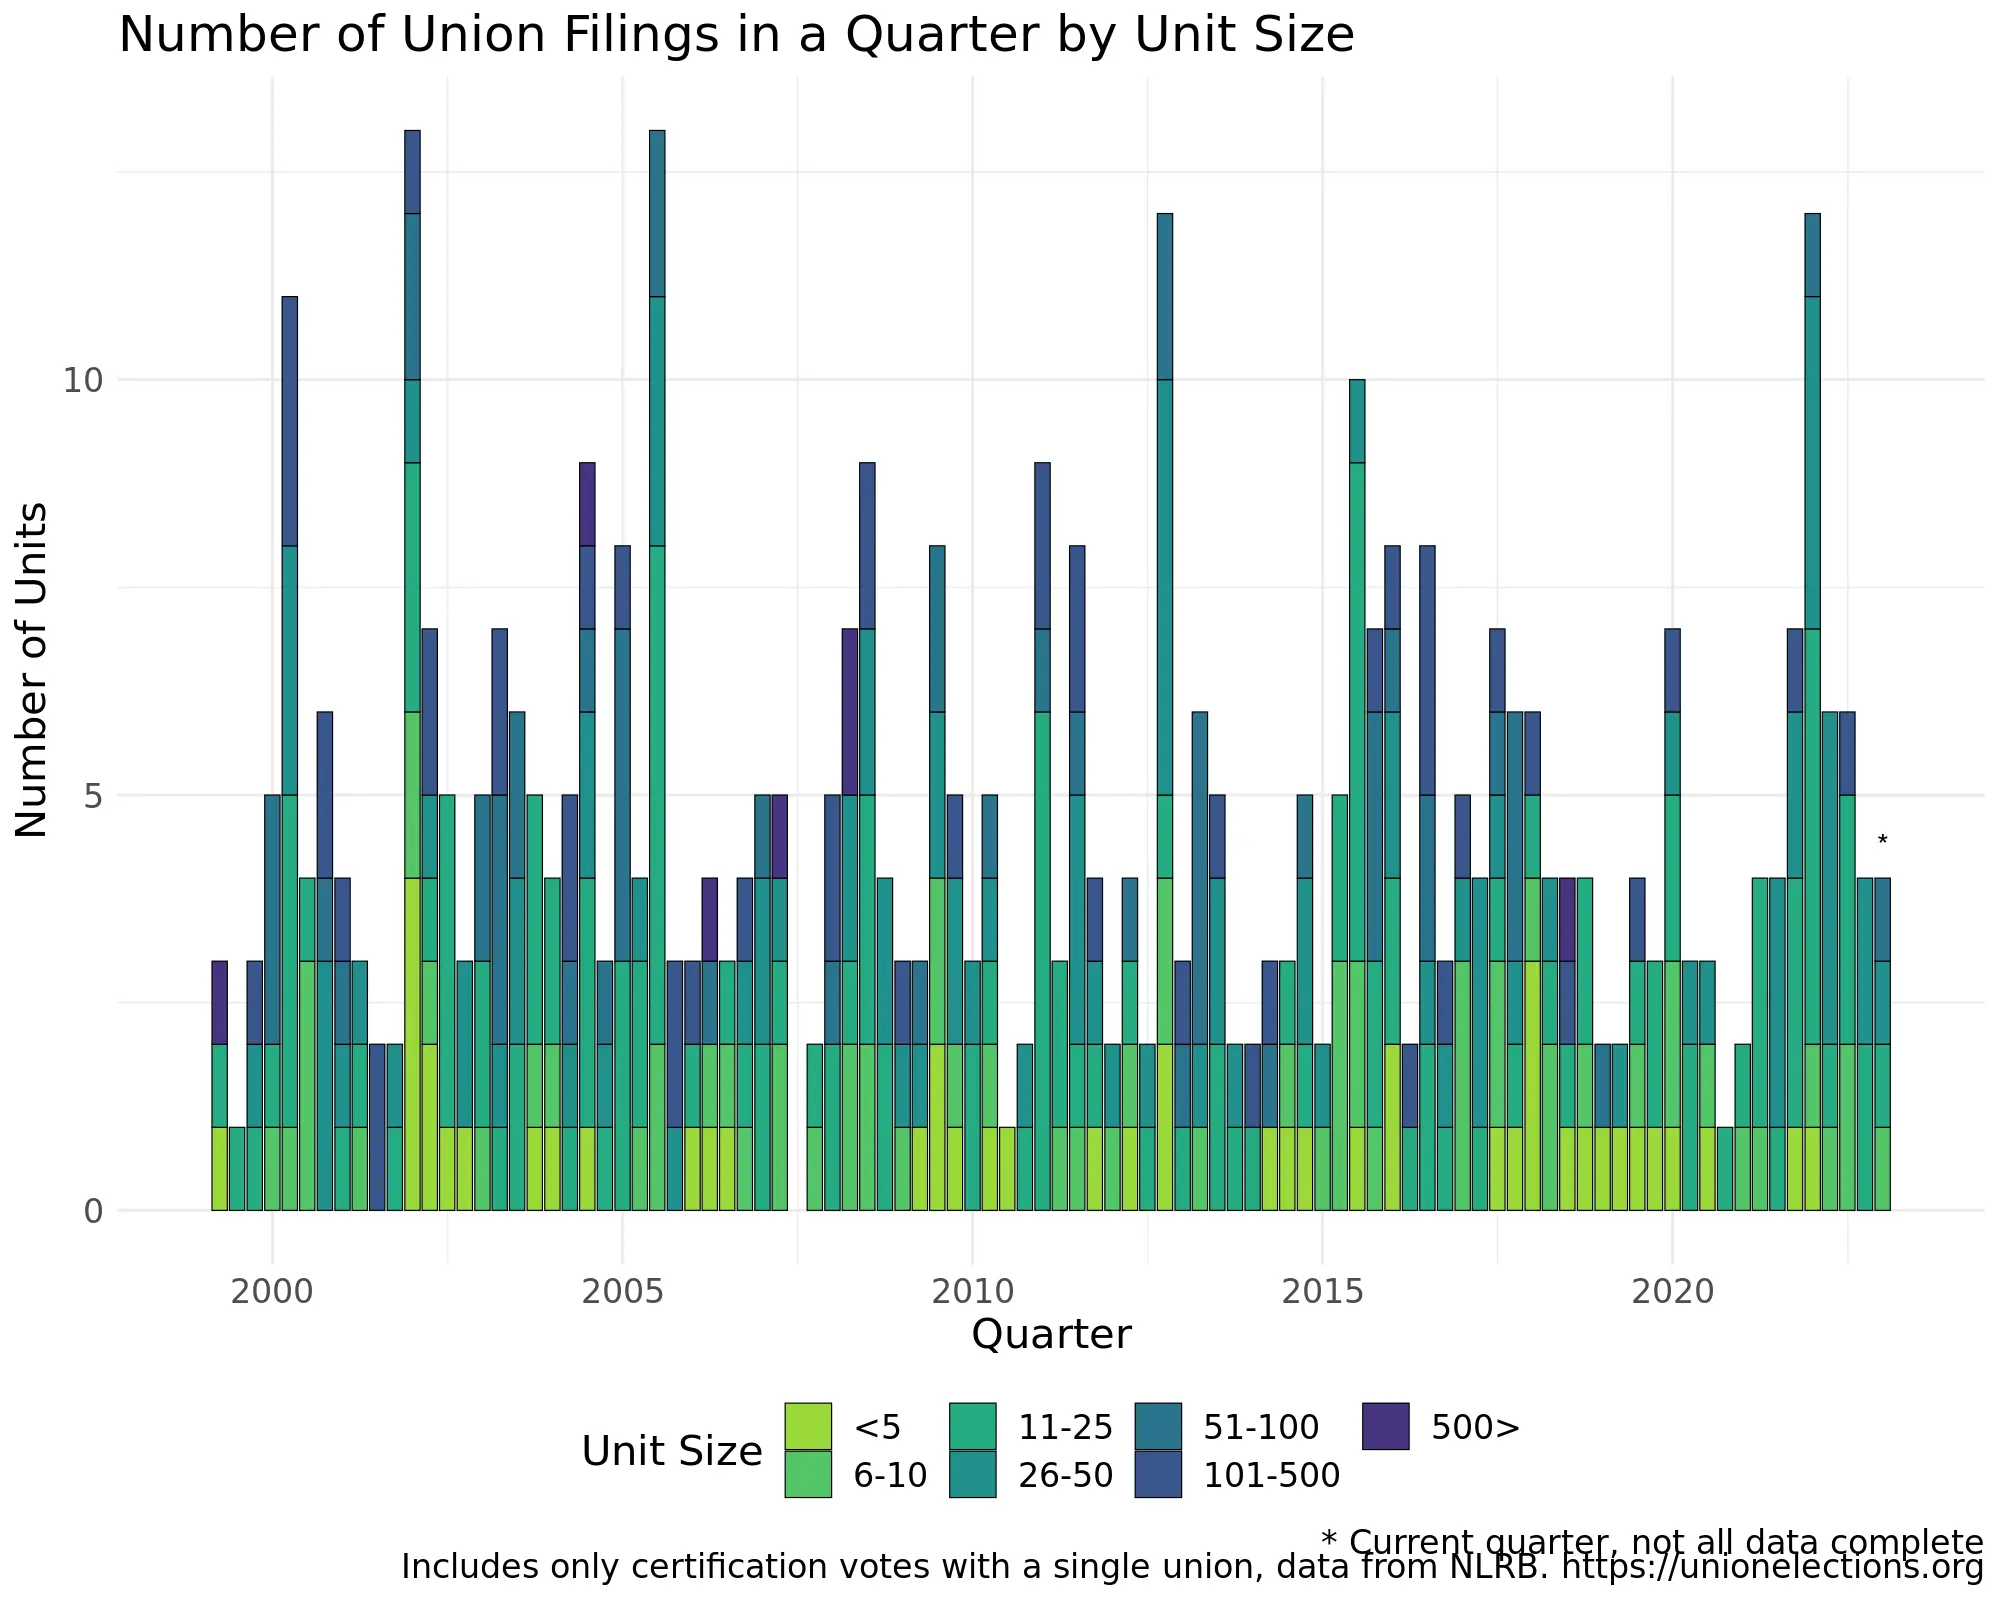 Number of Union Filings in a Quarter by Unit Size
Number of Units
10
5
0
*
2000 2005 2010 2015 2020
Quarter
Unit Size
<5 11-25 51-100 500>
6-10 26-50 101-500
* Current quarter, not all data complete
Includes only certification votes with a single union, data from NLRB. https://unionelections.org